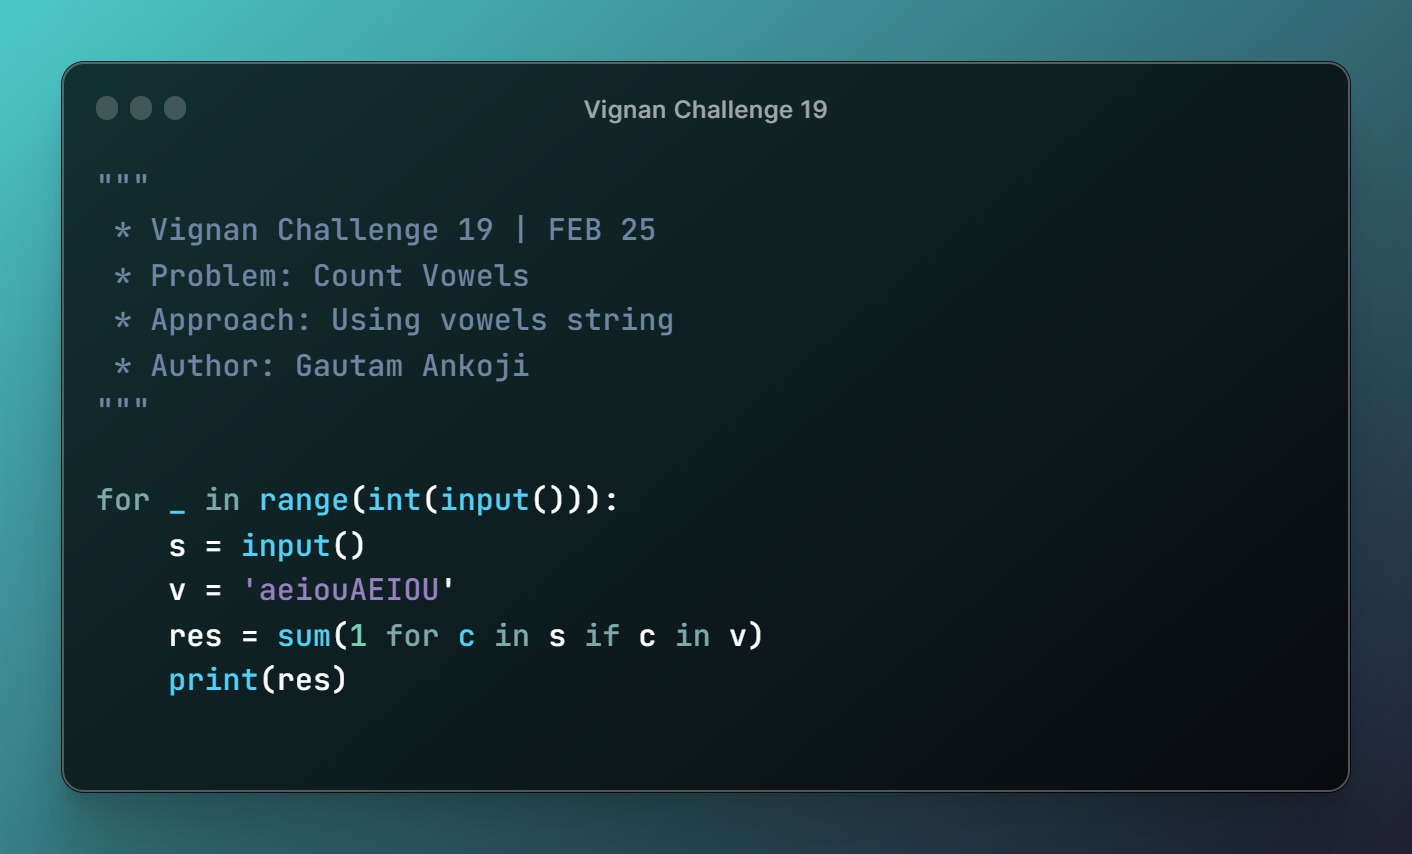 Vignan Challenge 19
"""
 * Vignan Challenge 19 | FEB 25
 * Problem: Count Vowels
 * Approach: Using vowels string
 * Author: Gautam Ankoji
"""
for _ in range(int(input())):
    s = input()
    v = 'aeiouAEIOU'
    res = sum(1 for c in s if c in v)
    print(res)